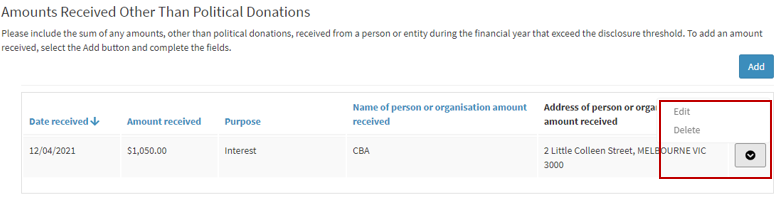 Amounts Received Other Than Political Donations
Please include the sum of any amounts, other than political donations, received from a person or entity during the financial year that exceed the disclosure threshold. To add an amount
received, select the Add button and complete the fields.
Add
Date received
Amount received
Purpose
Name of person or organisation amount
received
Address of person or orga
amount received
Edit
Delete
12/04/2021
$1,050.00
Interest
CBA
2 Little Colleen Street, MELBOURNE VIC
3000